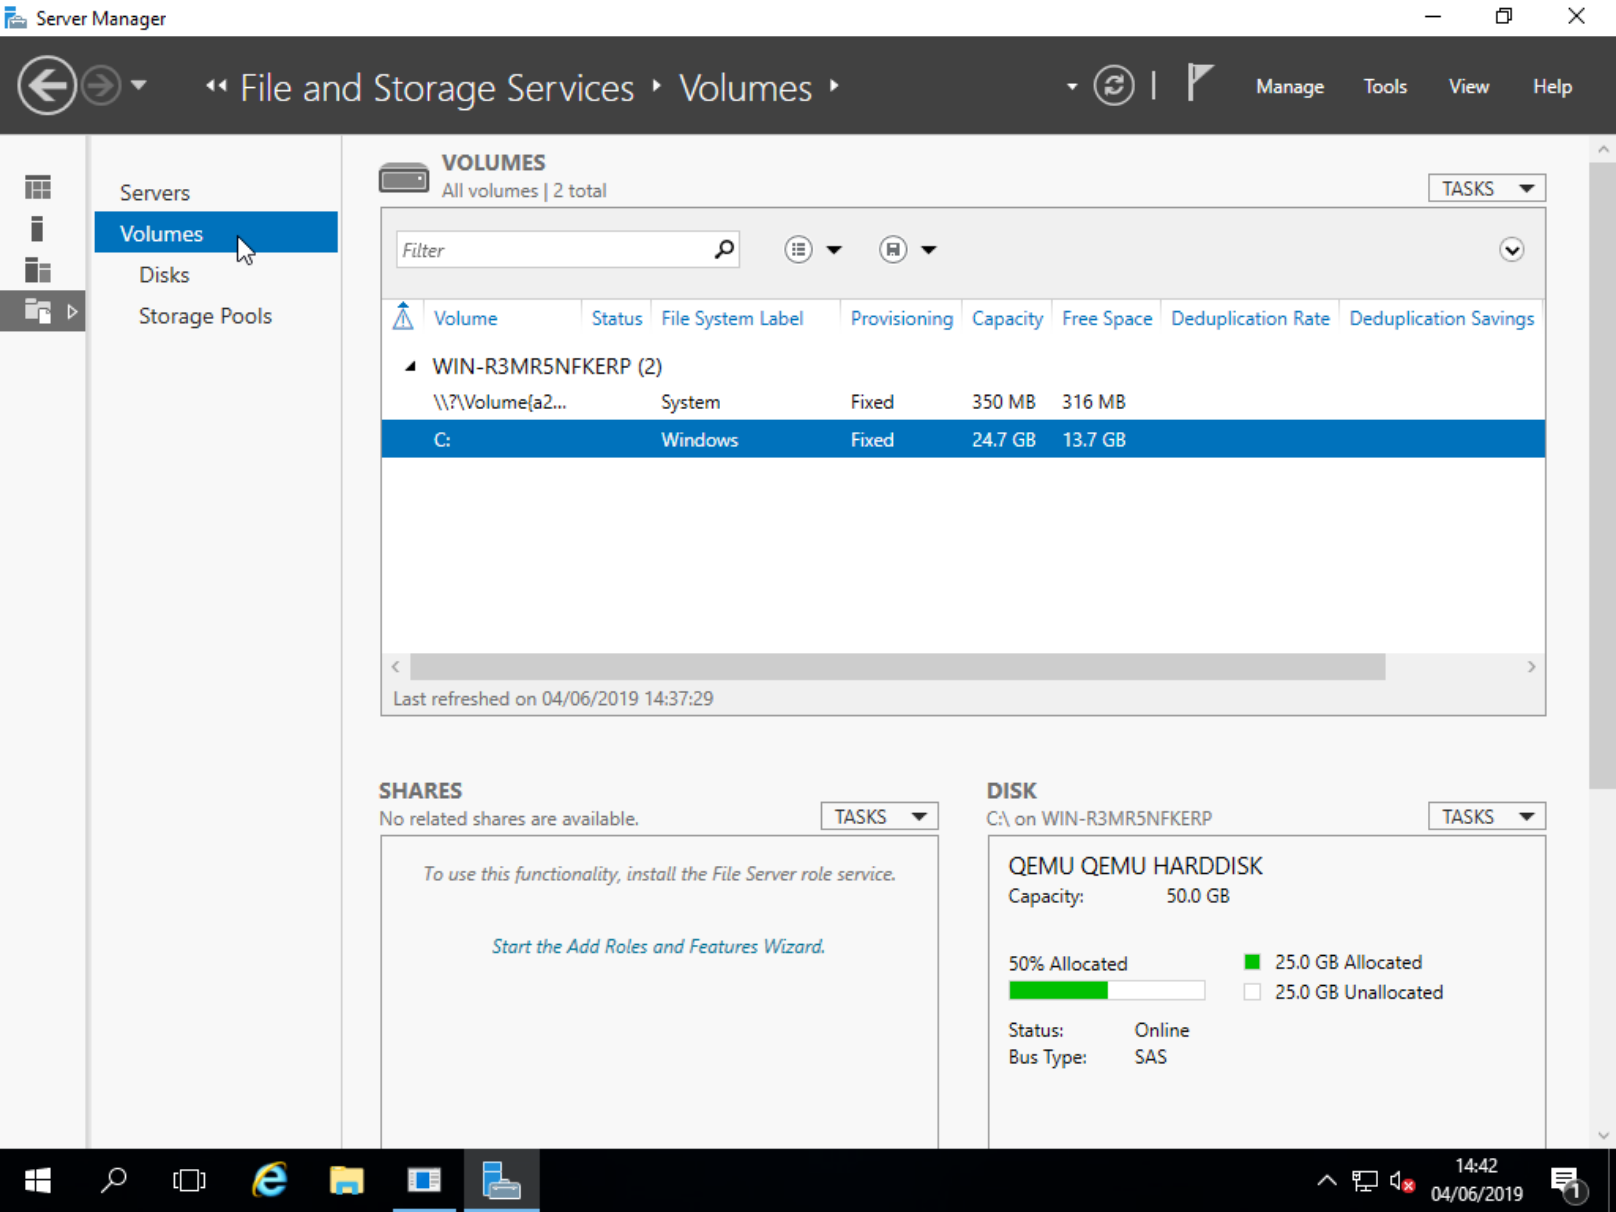 Server Manager
File and Storage Services Volumes
Manage Tools View Help
Servers
Volumes
Disks
Storage Pools
VOLUMES
All volumes | 2 total
TASKS
Filter
Volume Status File System Label Provisioning Capacity Free Space Deduplication Rate Deduplication Savings
WIN-R3MR5NFKERP (2)
\\?\Volume{a2... System Fixed 350 MB 316 MB
C: Windows Fixed 24.7 GB 13.7 GB
Last refreshed on 04/06/2019 14:37:29
SHARES
No related shares are available.
TASKS
To use this functionality, install the File Server role service.
Start the Add Roles and Features Wizard.
DISK
C:\ on WIN-R3MR5NFKERP
TASKS
QEMU QEMU HARDDISK
Capacity: 50.0 GB
50% Allocated
25.0 GB Allocated
25.0 GB Unallocated
Status: Online
Bus Type: SAS
14:42
04/06/2019
1